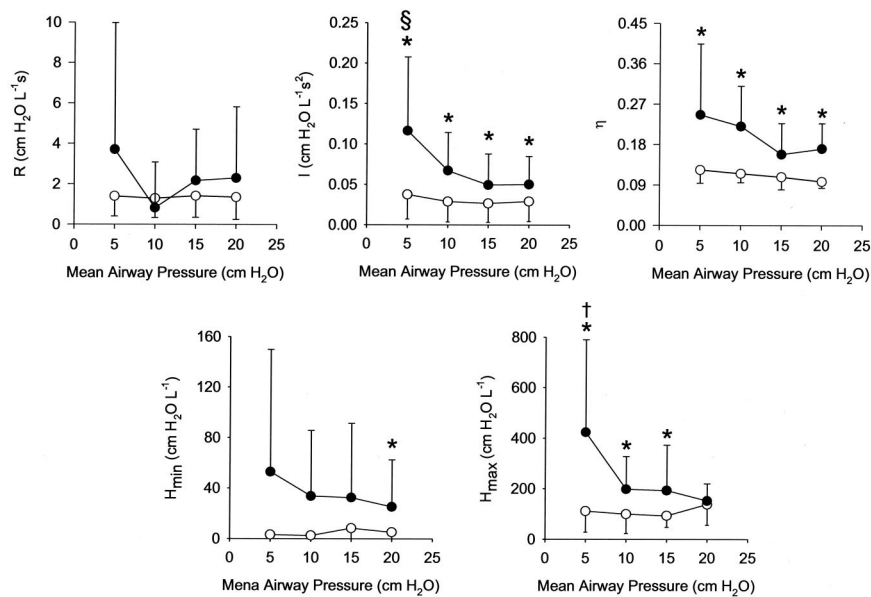 R (cm H₂O L⁻¹s)
10
8
6
4
2
0
0 5 10 15 20 25
Mean Airway Pressure (cm H₂O)
I (cm H₂O L⁻¹s²)
0.25
0.20
0.15
0.10
0.05
0.00
§
* * * *
0 5 10 15 20 25
Mean Airway Pressure (cm H₂O)
η
0.45
0.36
0.27
0.18
0.09
0.00
* * * *
0 5 10 15 20 25
Mean Airway Pressure (cm H₂O)
Hmin (cm H₂O L⁻¹)
160
120
80
40
0
*
0 5 10 15 20 25
Mena Airway Pressure (cm H₂O)
Hmax (cm H₂O L⁻¹)
800
600
400
200
0
†
* * *
0 5 10 15 20 25
Mean Airway Pressure (cm H₂O)